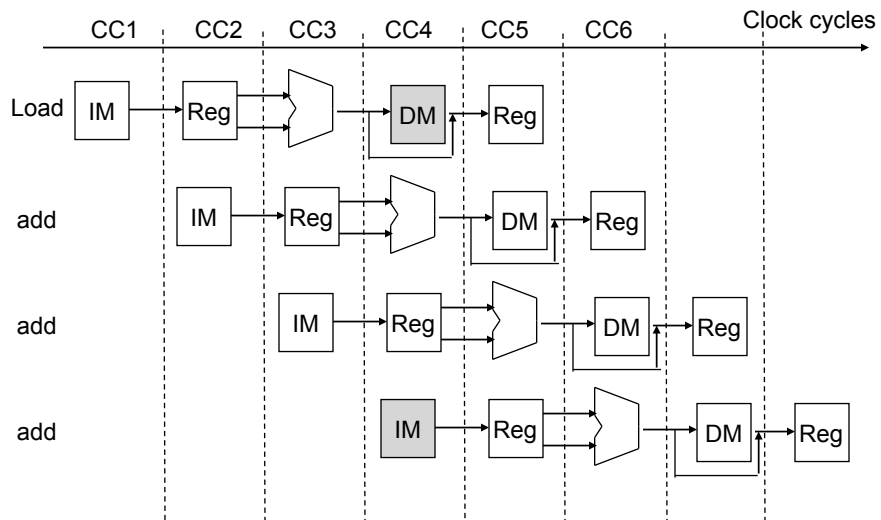 Clock cycles
CC1 CC2 CC3 CC4 CC5 CC6
Load IM Reg DM Reg
add IM Reg DM Reg
add IM Reg DM Reg
add IM Reg DM Reg